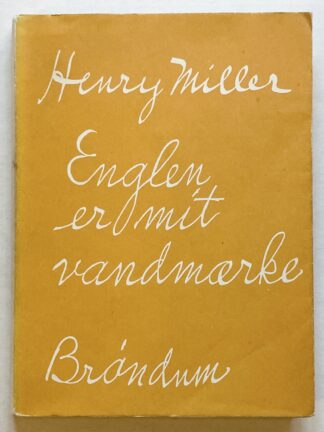 Henry Miller
Englen
er mit
vandmærke
Brøndum